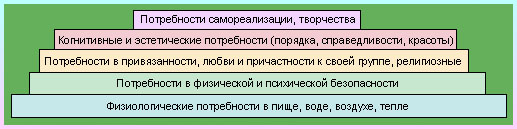 Потребности самореализации, творчества
Когнитивные и эстетические потребности (порядка, справедливости, красоты)
Потребности в привязанности, любви и причастности к своей группе, религиозные
Потребности в физической и психической безопасности
Физиологические потребности в пище, воде, воздухе, тепле